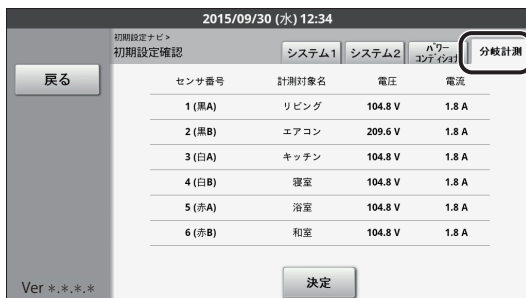 2015/09/30 (水) 12:34
初期設定ナビ >
初期設定確認
システム1
システム2
パワー
コンディショナ
分岐計測
戻る
センサ番号 計測対象名 電圧 電流
1 (黒A) リビング 104.8 V 1.8 A
2 (黒B) エアコン 209.6 V 1.8 A
3 (白A) キッチン 104.8 V 1.8 A
4 (白B) 寝室 104.8 V 1.8 A
5 (赤A) 浴室 104.8 V 1.8 A
6 (赤B) 和室 104.8 V 1.8 A
決定
Ver *.*.*.*